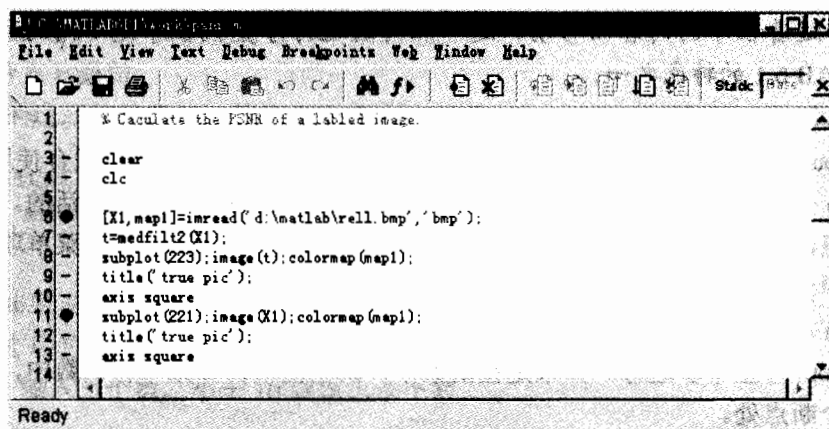 File Edit View Text Debug Breakpoints Web Window Help
Stack:
1 % Caculate the PSNR of a labled image.
2
3 - clear
4 - clc
5
6 [X1,map1]=imread('d:\matlab\rell.bmp','bmp');
7 - t=medfilt2(X1);
8 - subplot(223);image(t);colormap(map1);
9 - title('true pic');
10 - axis square
11 subplot(221);image(X1);colormap(map1);
12 - title('true pic');
13 - axis square
14
Ready